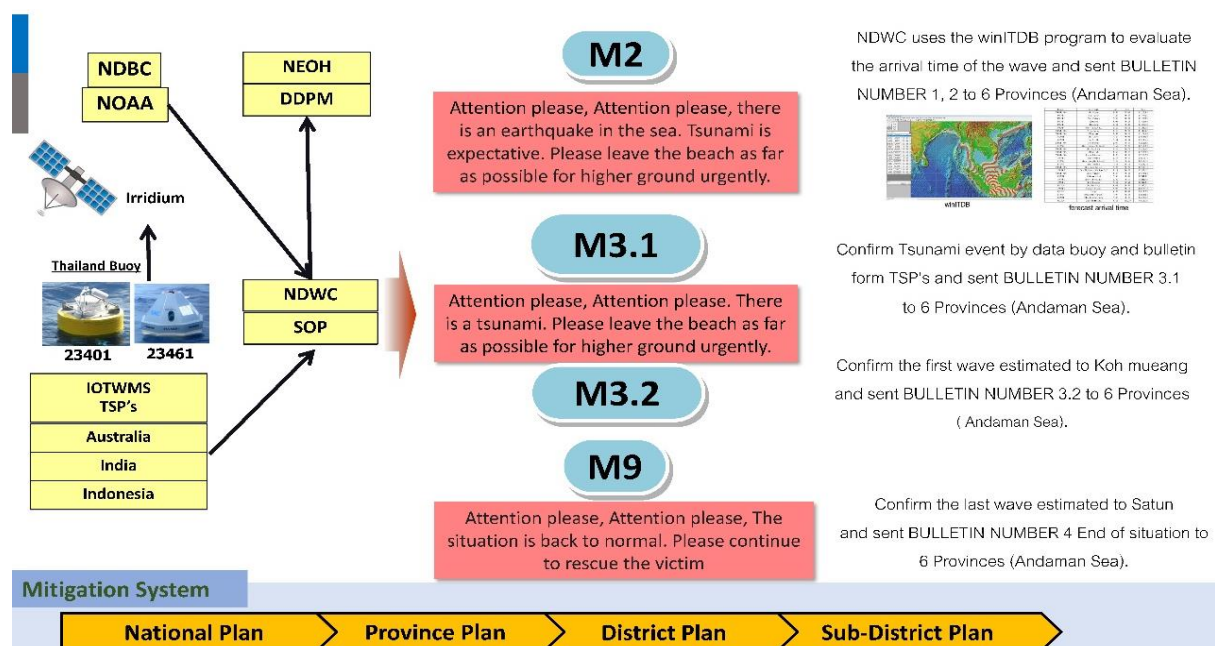 NDBC
NOAA
NEOH
DDPM
Irridium
Thailand Buoy
23401
23461
NDWC
SOP
IOTWMS
TSP's
Australia
India
Indonesia
M2
Attention please, Attention please, there
is an earthquake in the sea. Tsunami is
expectative. Please leave the beach as far
as possible for higher ground urgently.
M3.1
Attention please, Attention please. There
is a tsunami. Please leave the beach as far
as possible for higher ground urgently.
M3.2
M9
Attention please, Attention please, The
situation is back to normal. Please continue
to rescue the victim
NDWC uses the winITDB program to evaluate
the arrival time of the wave and sent BULLETIN
NUMBER 1, 2 to 6 Provinces (Andaman Sea).
winITDB
forecast arrival time
Confirm Tsunami event by data buoy and bulletin
form TSP's and sent BULLETIN NUMBER 3.1
to 6 Provinces (Andaman Sea).
Confirm the first wave estimated to Koh mueang
and sent BULLETIN NUMBER 3.2 to 6 Provinces
( Andaman Sea).
Confirm the last wave estimated to Satun
and sent BULLETIN NUMBER 4 End of situation to
6 Provinces (Andaman Sea).
Mitigation System
National Plan
Province Plan
District Plan
Sub-District Plan